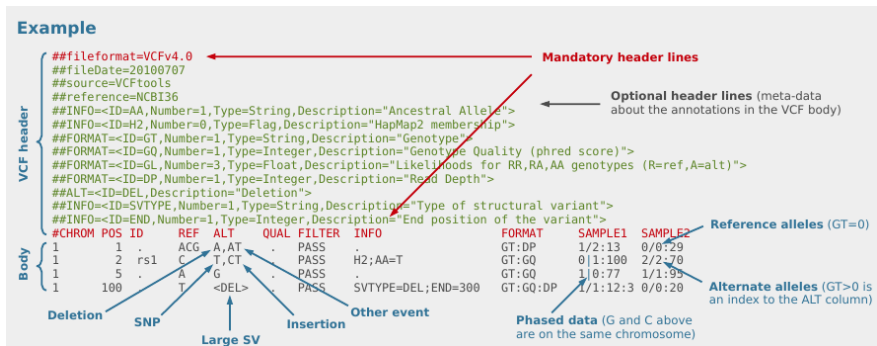 Example
##fileformat=VCFv4.0
Mandatory header lines
##fileDate=20100707
##source=VCFtools
##reference=NCBI36
Optional header lines (meta-data
about the annotations in the VCF body)
##INFO=<ID=AA,Number=1,Type=String,Description="Ancestral Allele">
##INFO=<ID=H2,Number=0,Type=Flag,Description="HapMap2 membership">
##FORMAT=<ID=GT,Number=1,Type=String,Description="Genotype">
##FORMAT=<ID=GQ,Number=1,Type=Integer,Description="Genotype Quality (phred score)">
##FORMAT=<ID=GL,Number=3,Type=Float,Description="Likelihoods for RR,RA,AA genotypes (R=ref,A=alt)">
##FORMAT=<ID=DP,Number=1,Type=Integer,Description="Read Depth">
##ALT=<ID=DEL,Description="Deletion">
##INFO=<ID=SVTYPE,Number=1,Type=String,Description="Type of structural variant">
##INFO=<ID=END,Number=1,Type=Integer,Description="End position of the variant">
VCF header
#CHROM POS ID REF ALT QUAL FILTER INFO FORMAT SAMPLE1 SAMPLE2
Reference alleles (GT=0)
Body
1 1 . ACG A,AT . PASS . GT:DP 1/2:13 0/0:29
1 2 rs1 C T,CT . PASS H2;AA=T GT:GQ 0|1:100 2/2:70
1 5 . A G . PASS . GT:GQ 1|0:77 1/1:95
1 100 T <DEL> . PASS SVTYPE=DEL;END=300 GT:GQ:DP 1/1:12:3 0/0:20
Alternate alleles (GT>0 is
an index to the ALT column)
Deletion
SNP
Large SV
Insertion
Other event
Phased data (G and C above
are on the same chromosome)